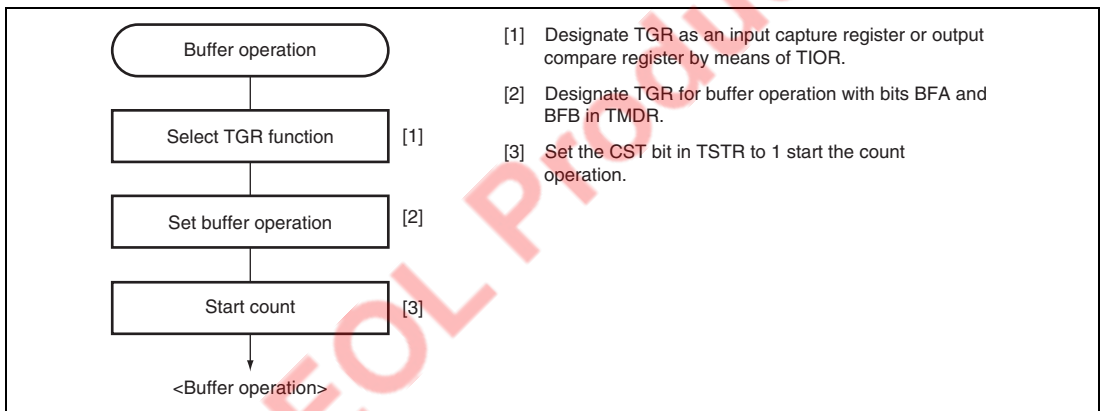 Buffer operation
Select TGR function
[1]
Set buffer operation
[2]
Start count
[3]
<Buffer operation>
[1] Designate TGR as an input capture register or output
compare register by means of TIOR.
[2] Designate TGR for buffer operation with bits BFA and
BFB in TMDR.
[3] Set the CST bit in TSTR to 1 start the count
operation.
EOL Produc